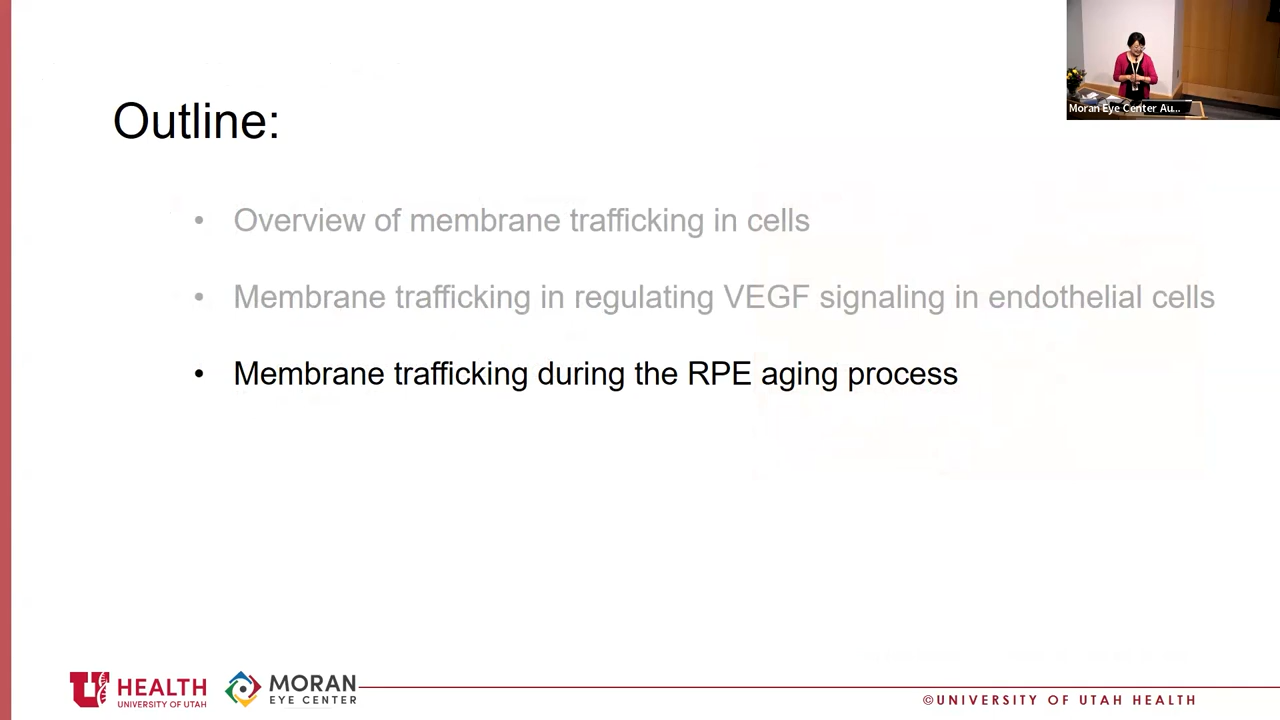 Moran Eye Center Au...
Outline:
• Overview of membrane trafficking in cells
• Membrane trafficking in regulating VEGF signaling in endothelial cells
• Membrane trafficking during the RPE aging process
U HEALTH
UNIVERSITY OF UTAH
MORAN
EYE CENTER
©UNIVERSITY OF UTAH HEALTH